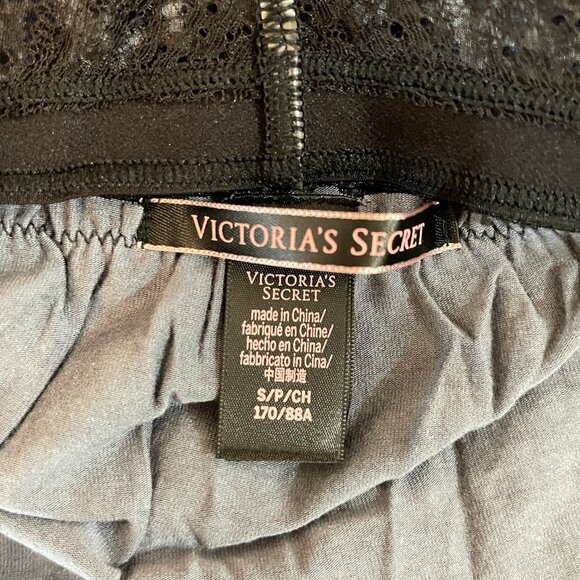 VICTORIA'S SECRET
VICTORIA'S
SECRET
made in China/
fabriqué en Chine/
hecho en China/
fabbricato in Cina/
中国制造
S/P/CH
170/88A